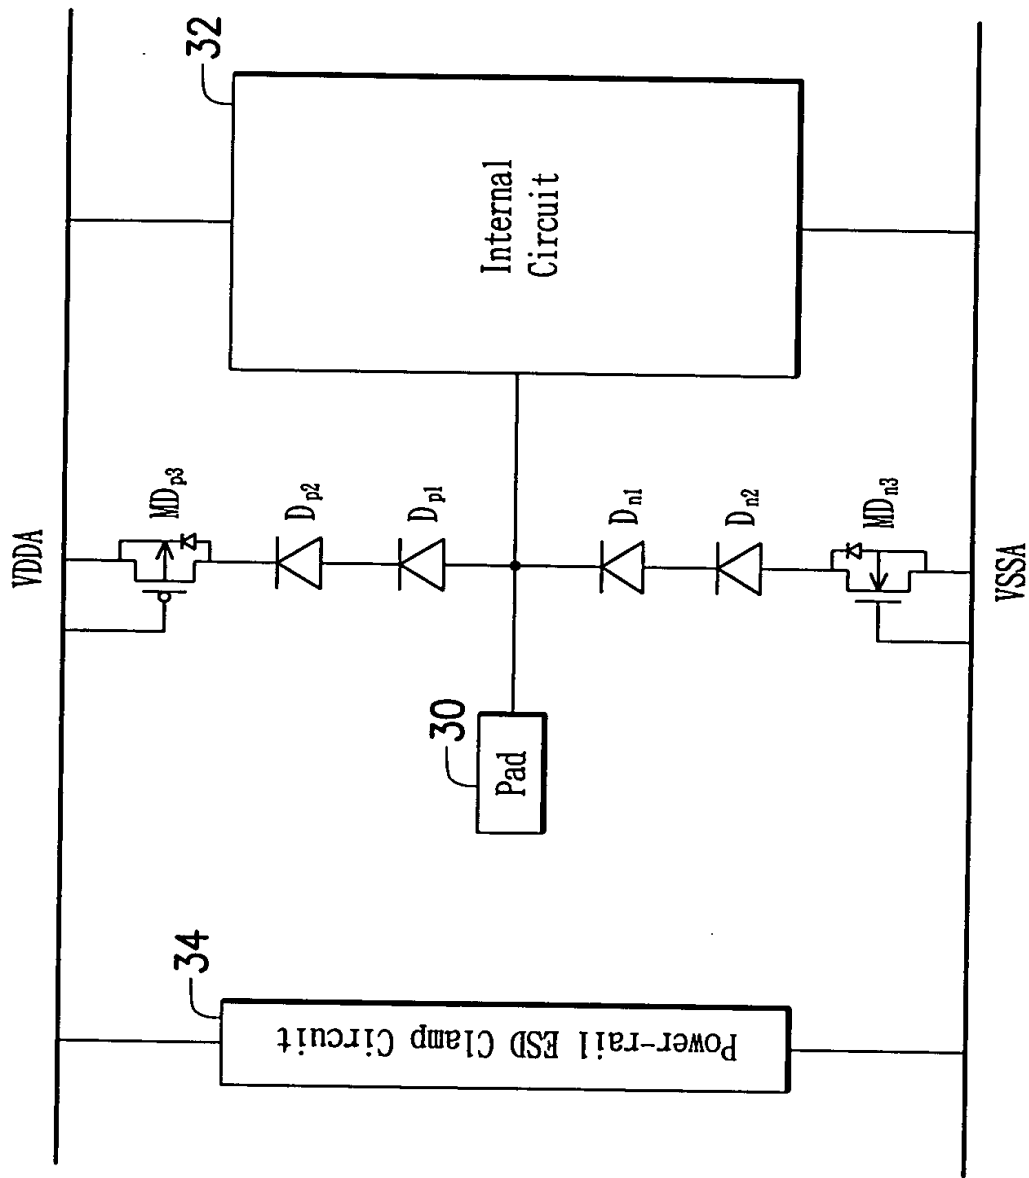 VDDA
34
Power-rail ESD Clamp Circuit
30
Pad
MDp3
Dp2
Dp1
Dn1
Dn2
MDn3
32
Internal
Circuit
VSSA